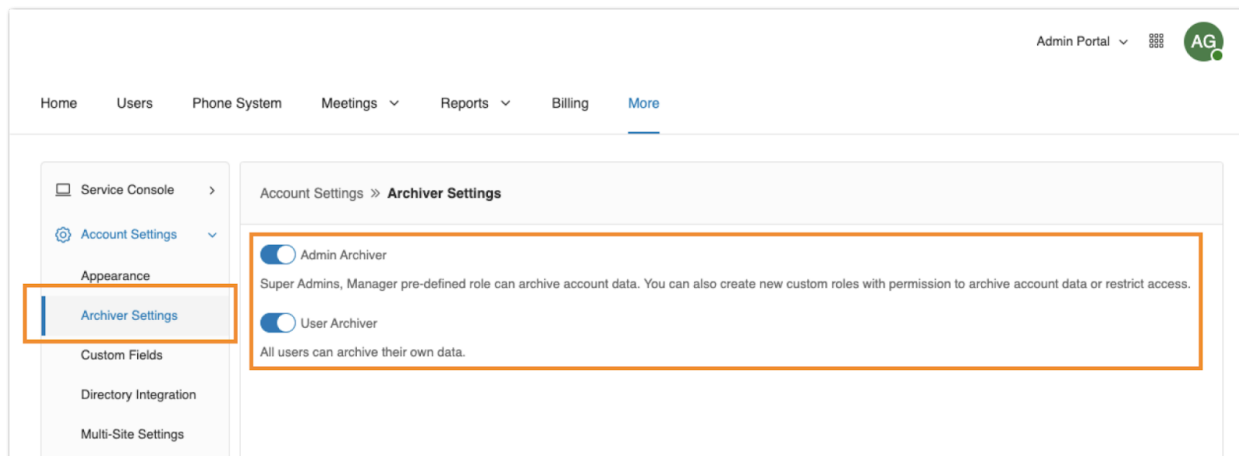 Admin Portal
AG
Home Users Phone System Meetings Reports Billing More
Service Console
Account Settings
Appearance
Archiver Settings
Custom Fields
Directory Integration
Multi-Site Settings
Account Settings » Archiver Settings
Admin Archiver
Super Admins, Manager pre-defined role can archive account data. You can also create new custom roles with permission to archive account data or restrict access.
User Archiver
All users can archive their own data.